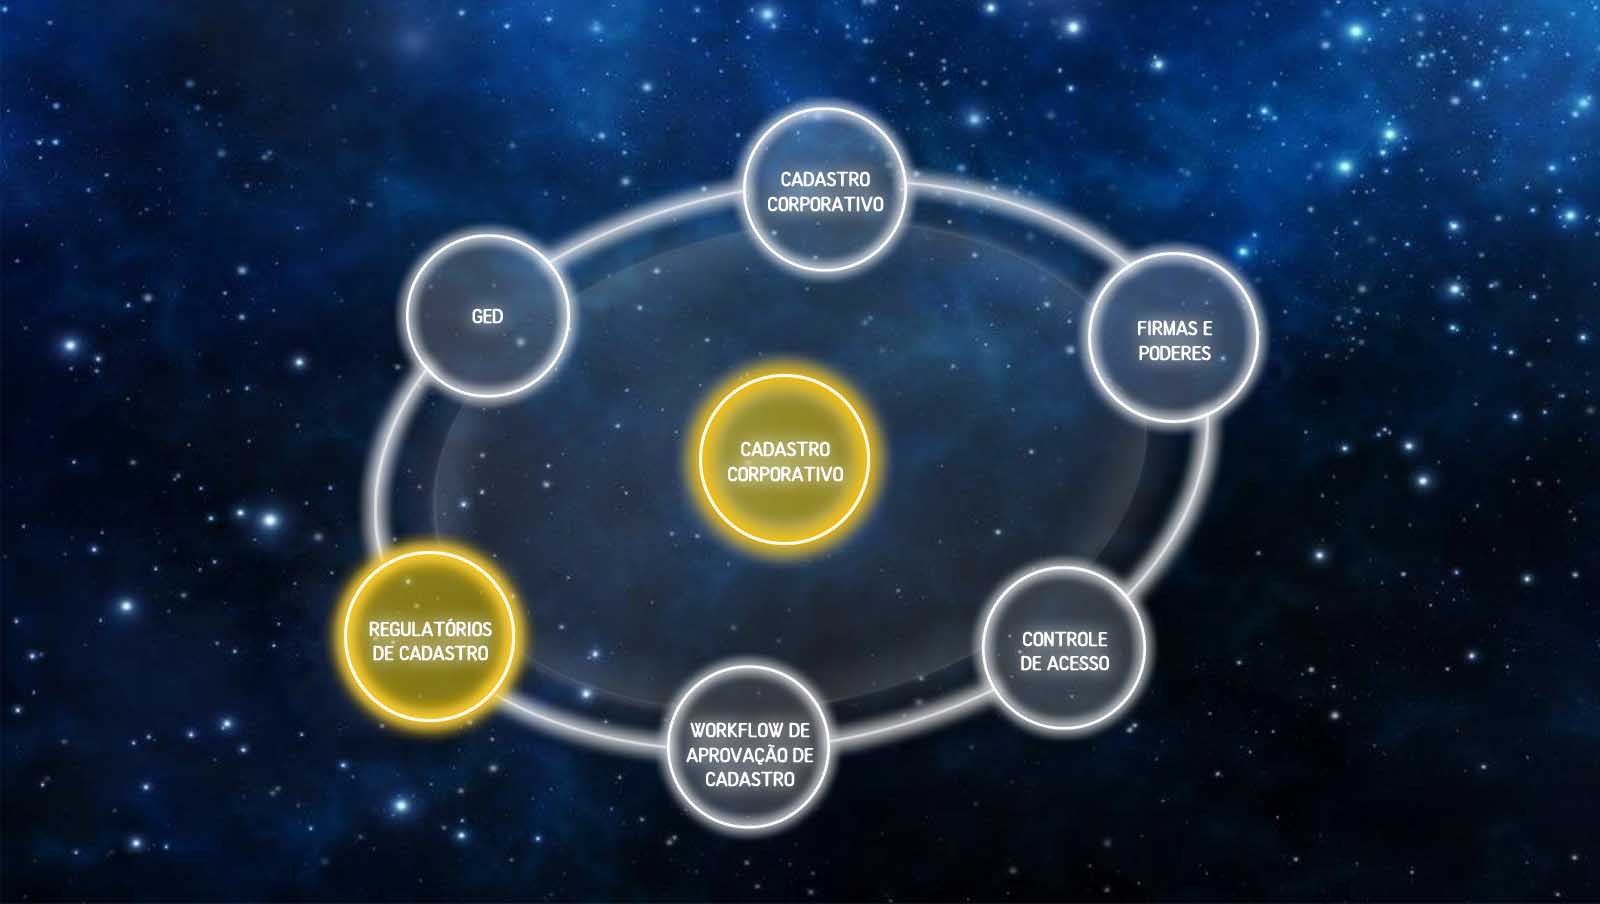 CADASTRO
CORPORATIVO
GED
FIRMAS E
PODERES
CADASTRO
CORPORATIVO
REGULATÓRIOS
DE CADASTRO
CONTROLE
DE ACESSO
WORKFLOW DE
APROVAÇÃO DE
CADASTRO